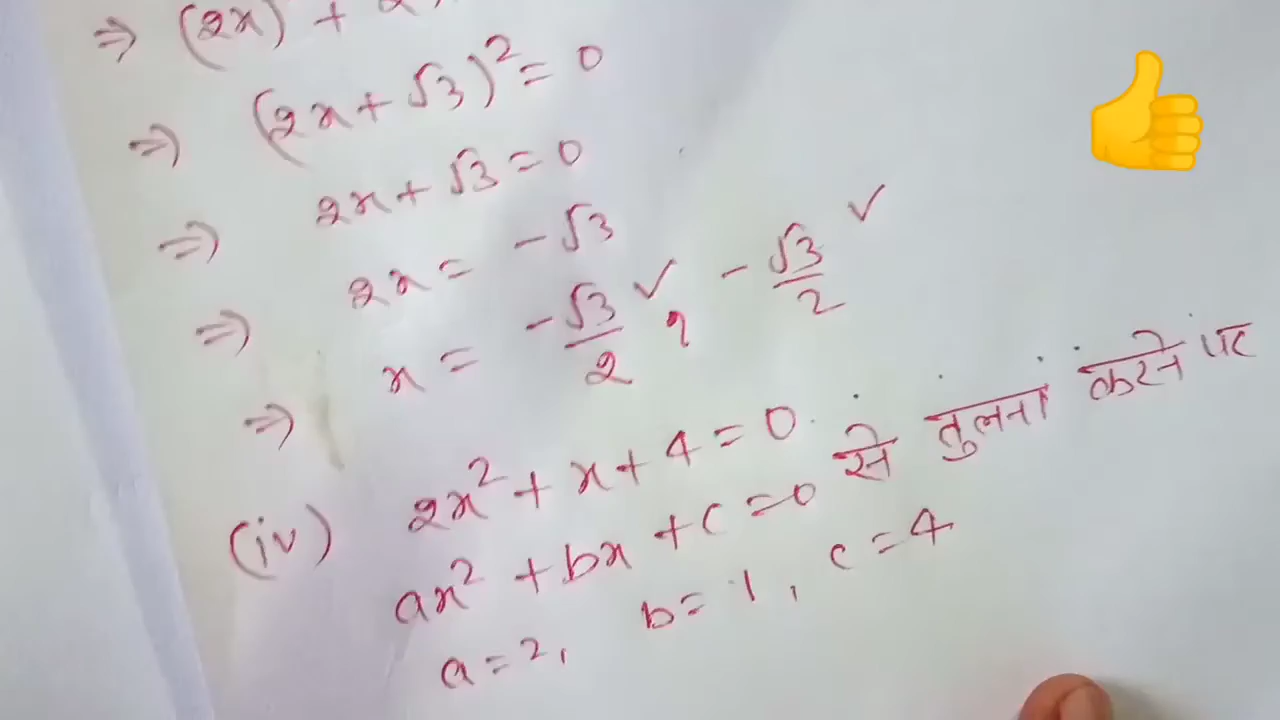 ⇒ (2x) + 2
⇒ (2x + √3)² = 0
⇒ 2x + √3 = 0
⇒ 2x = - √3
⇒ x = - √3/2 ✓, - √3/2 ✓
(iv) 2x² + x + 4 = 0
ax² + bx + c = 0 से तुलना करने पर
a = 2, b = 1, c = 4